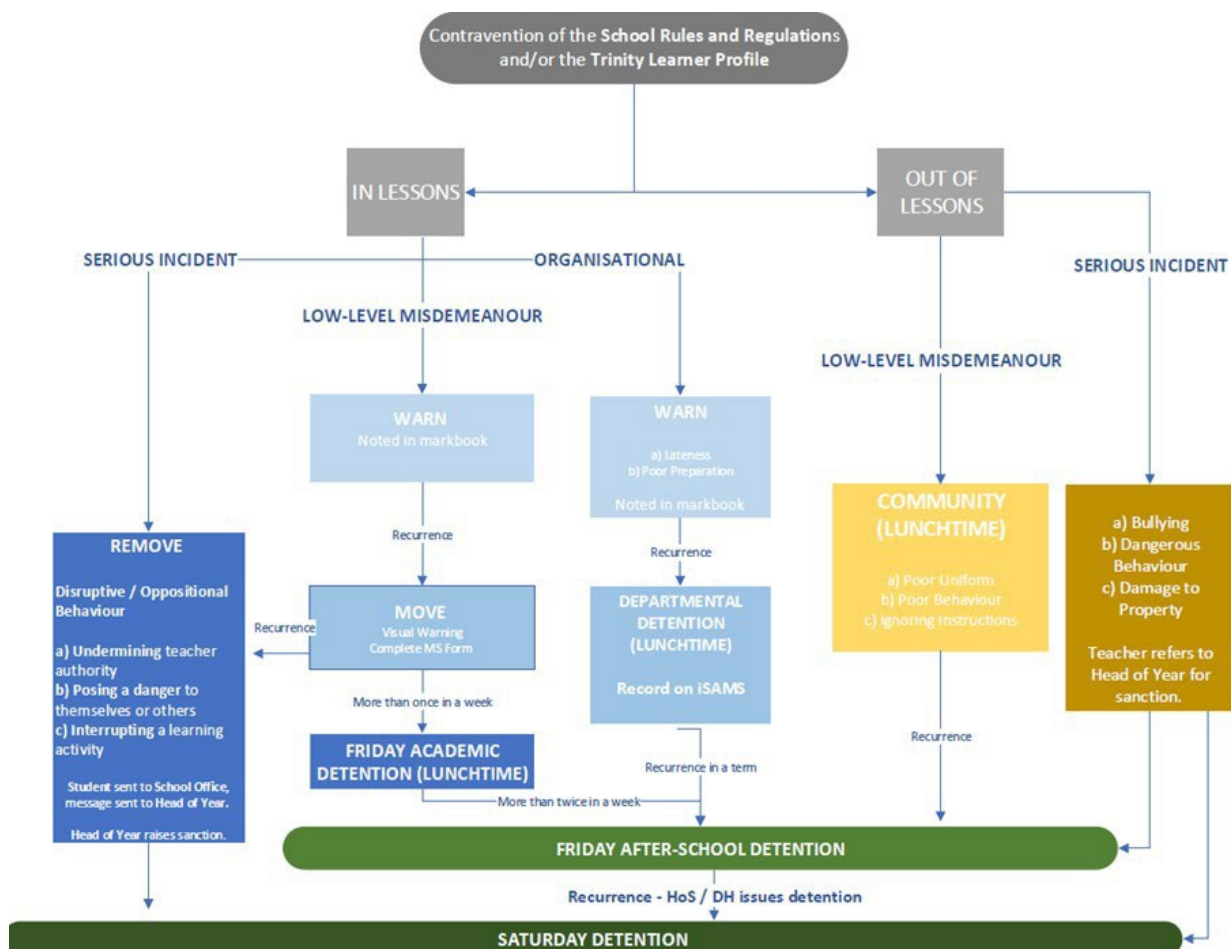 Contravention of the School Rules and Regulations
and/or the Trinity Learner Profile
IN LESSONS
OUT OF
LESSONS
SERIOUS INCIDENT
ORGANISATIONAL
SERIOUS INCIDENT
LOW-LEVEL MISDEMEANOUR
LOW-LEVEL MISDEMEANOUR
WARN
Noted in markbook
WARN
a) Lateness
b) Poor Preparation
Noted in markbook
COMMUNITY
(LUNCHTIME)
a) Poor Uniform
b) Poor Behaviour
c) Ignoring Instructions
a) Bullying
b) Dangerous
Behaviour
c) Damage to
Property
Teacher refers to
Head of Year for
sanction.
Recurrence
Recurrence
REMOVE
Disruptive / Oppositional
Behaviour
a) Undermining teacher
authority
b) Posing a danger to
themselves or others
c) Interrupting a learning
activity
Student sent to School Office,
message sent to Head of Year.
Head of Year raises sanction.
Recurrence
MOVE
Visual Warning
Complete MS Form
DEPARTMENTAL
DETENTION
(LUNCHTIME)
Record on iSAMS
More than once in a week
FRIDAY ACADEMIC
DETENTION (LUNCHTIME)
Recurrence in a term
Recurrence
More than twice in a week
FRIDAY AFTER-SCHOOL DETENTION
Recurrence - HoS / DH issues detention
SATURDAY DETENTION